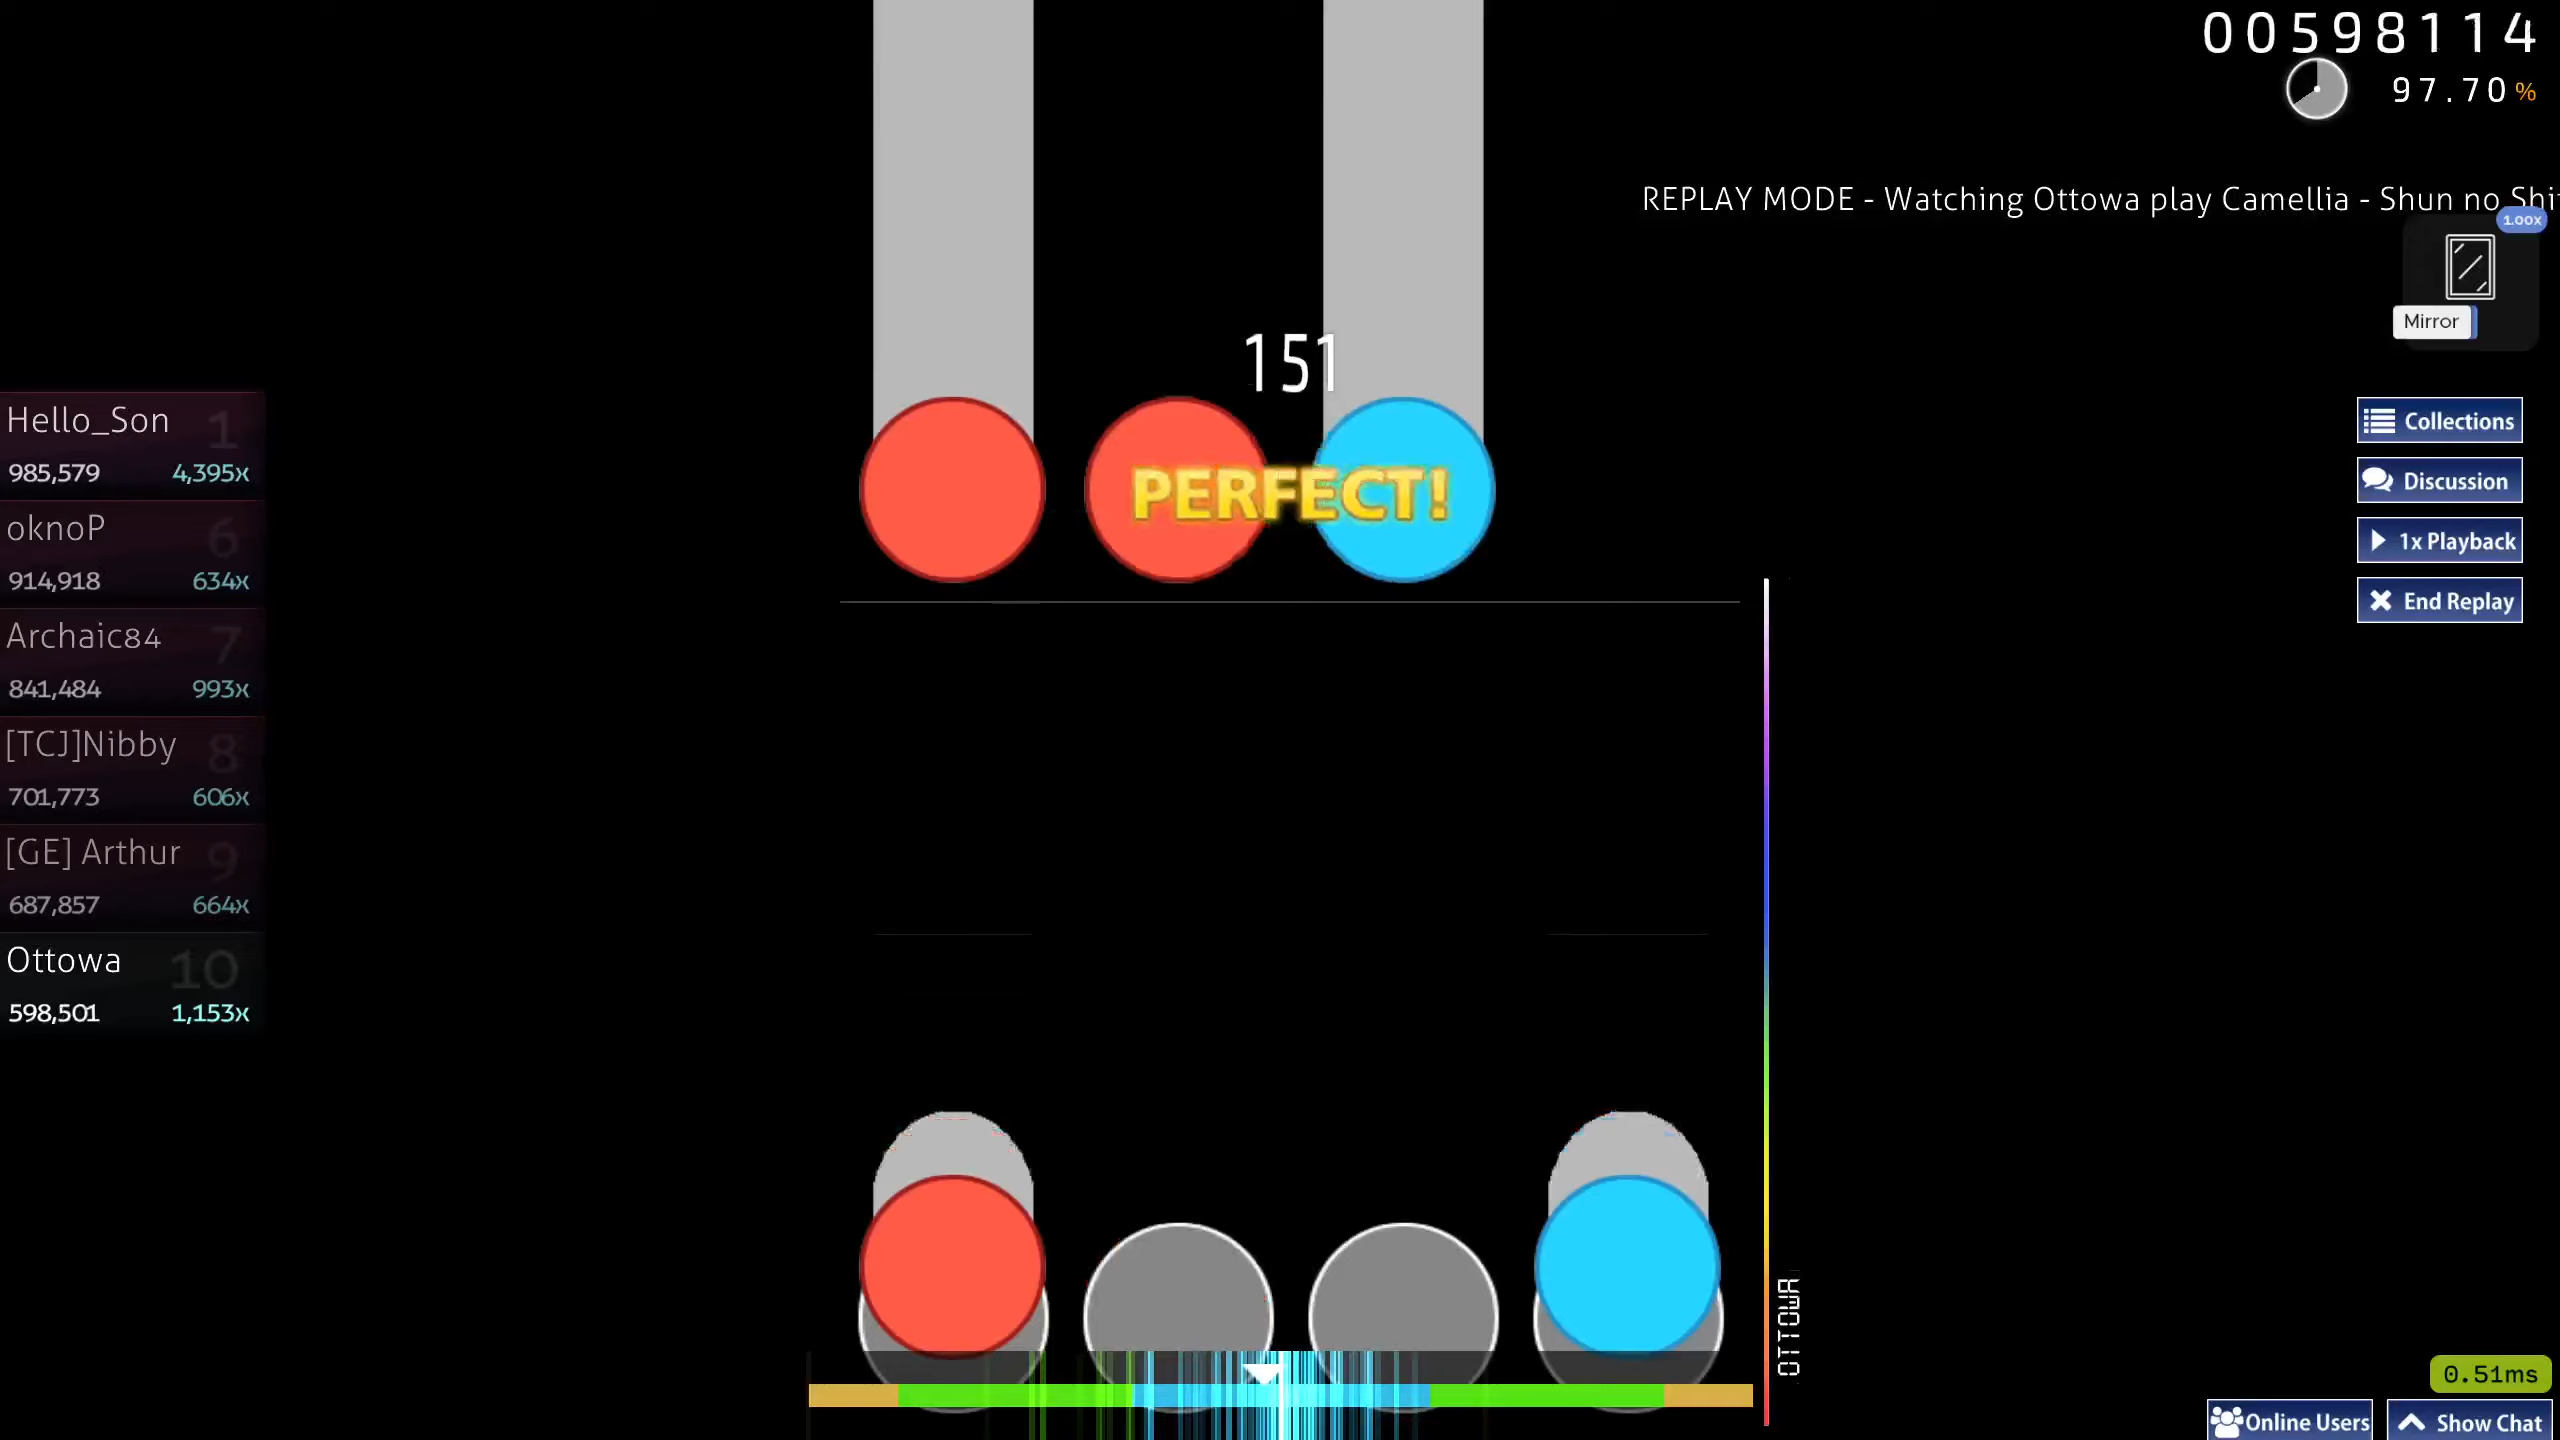 00598114
97.70%
REPLAY MODE - Watching Ottowa play Camellia - Shun no Shi
1.00x
Mirror
151
PERFECT!
Hello_Son 1
985,579 4,395x
oknoP 6
914,918 634x
Archaic84 7
841,484 993x
[TCJ]Nibby 8
701,773 606x
[GE] Arthur 9
687,857 664x
Ottowa 10
598,501 1,153x
Collections
Discussion
1x Playback
End Replay
OTTOWA
0.51ms
Online Users
Show Chat